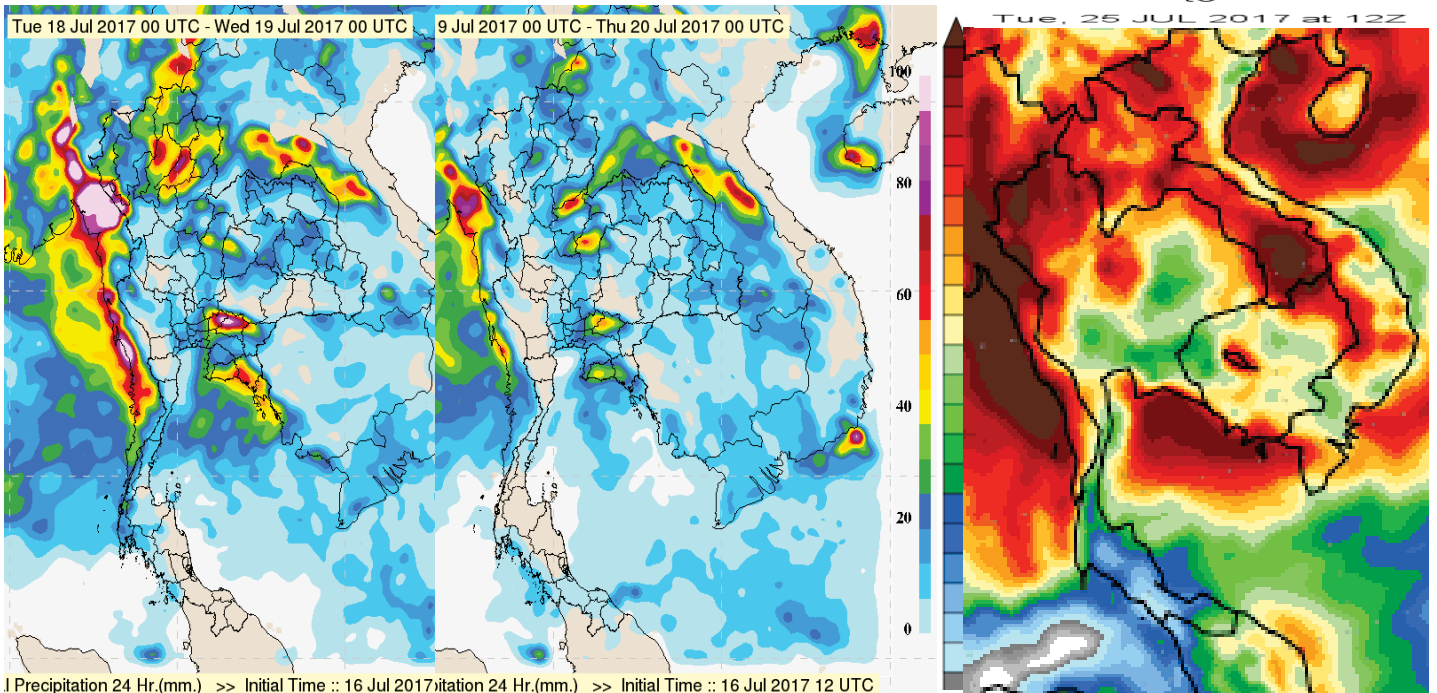 Tue 18 Jul 2017 00 UTC - Wed 19 Jul 2017 00 UTC
9 Jul 2017 00 UTC - Thu 20 Jul 2017 00 UTC
Tue, 25 JUL 2017 at 12Z
100
80
60
40
20
0
l Precipitation 24 Hr.(mm.) >> Initial Time :: 16 Jul 2017
itation 24 Hr.(mm.) >> Initial Time :: 16 Jul 2017 12 UTC